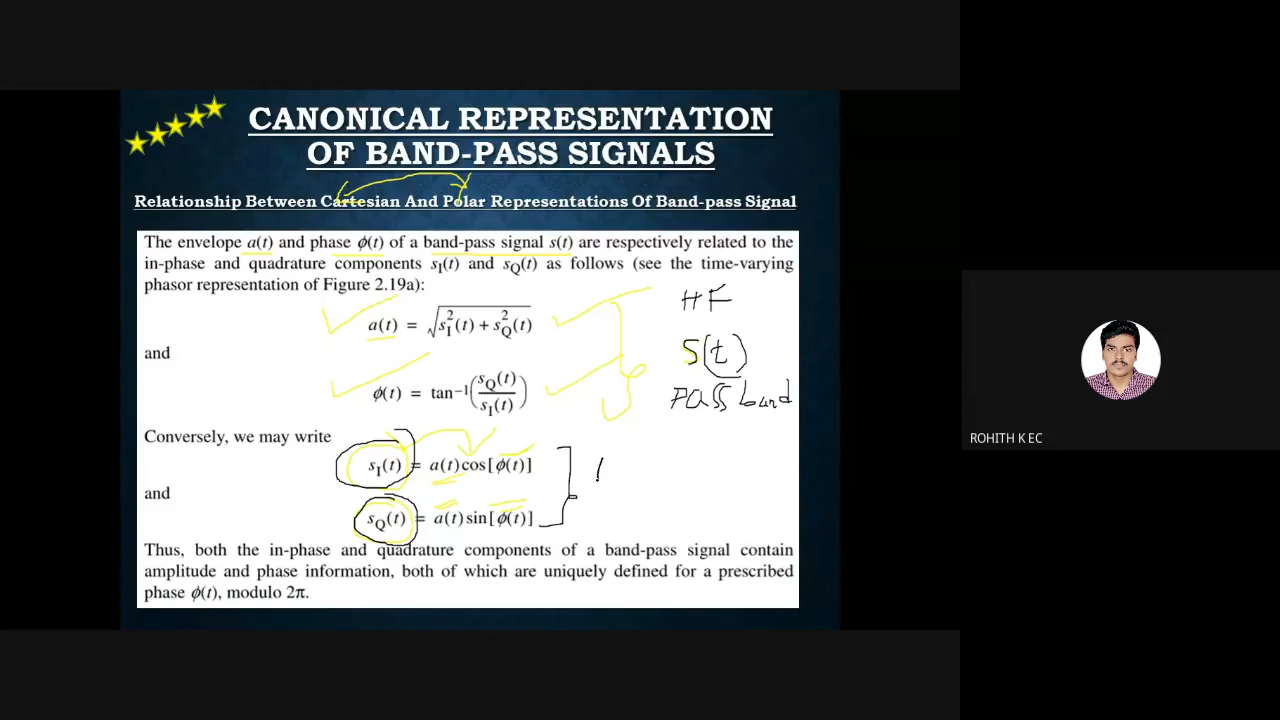 CANONICAL REPRESENTATION
OF BAND-PASS SIGNALS
Relationship Between Cartesian And Polar Representations Of Band-pass Signal
The envelope a(t) and phase ϕ(t) of a band-pass signal s(t) are respectively related to the
in-phase and quadrature components s_I(t) and s_Q(t) as follows (see the time-varying
phasor representation of Figure 2.19a):
a(t) = √(s_I^2(t) + s_Q^2(t))
and
ϕ(t) = tan⁻¹(s_Q(t)/s_I(t))
Conversely, we may write
s_I(t) = a(t)cos[ϕ(t)]
and
s_Q(t) = a(t)sin[ϕ(t)]
Thus, both the in-phase and quadrature components of a band-pass signal contain
amplitude and phase information, both of which are uniquely defined for a prescribed
phase ϕ(t), modulo 2π.
HF
S(t)
Pass band
ROHITH K EC